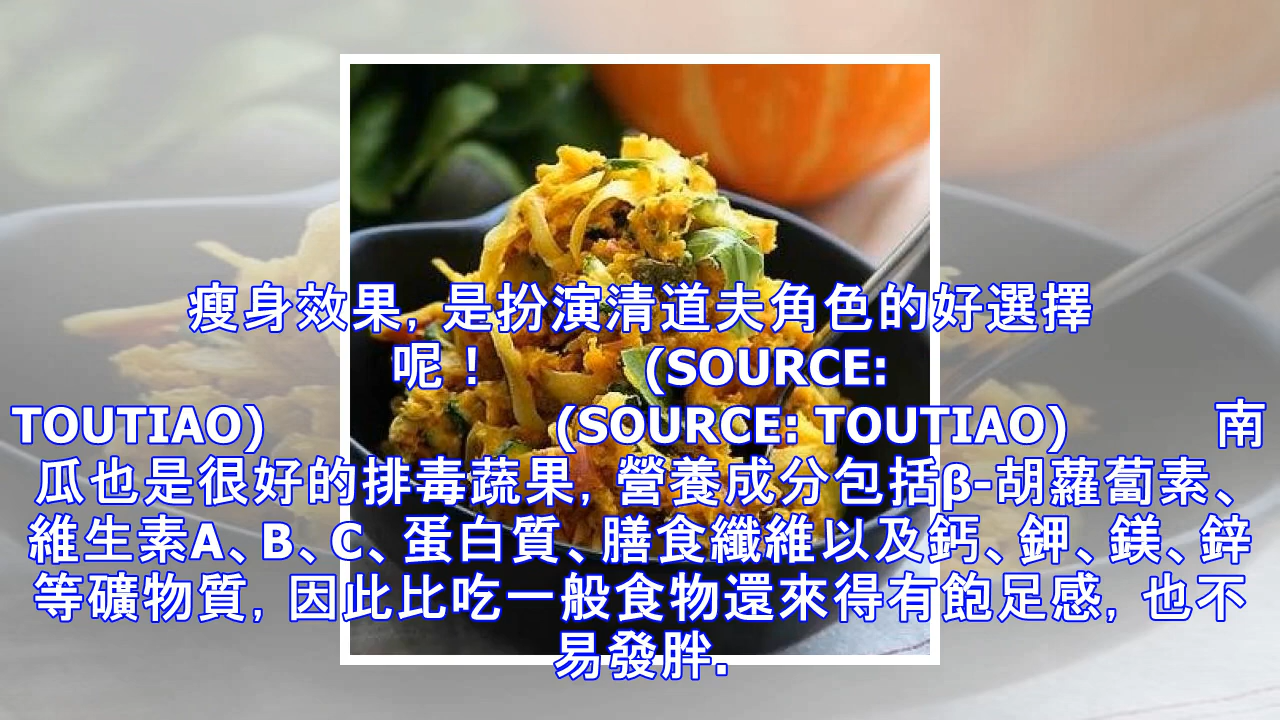 瘦身效果, 是扮演清道夫角色的好選擇
呢！ (SOURCE:
TOUTIAO) (SOURCE: TOUTIAO) 南
瓜也是很好的排毒蔬果, 營養成分包括β-胡蘿蔔素、
維生素A、B、C、蛋白質、膳食纖維以及鈣、鉀、鎂、鋅
等礦物質, 因此比吃一般食物還來得有飽足感, 也不
易發胖.